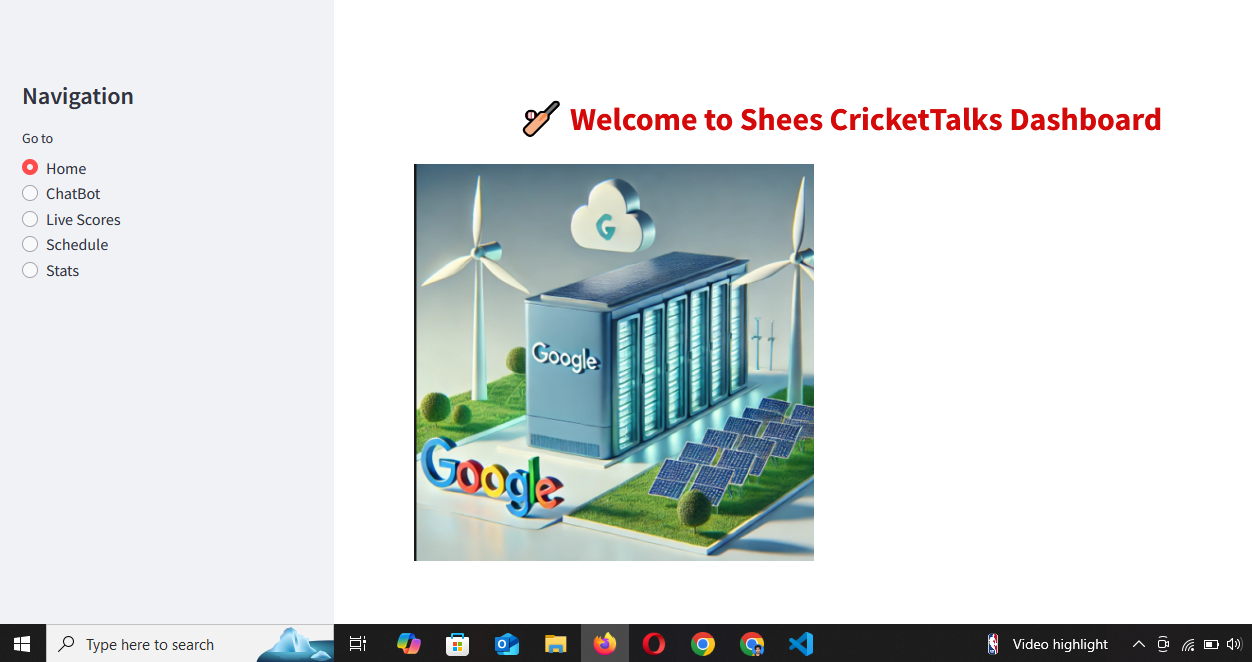 Navigation
Welcome to Shees CricketTalks Dashboard
Go to
Home
ChatBot
Live Scores
Schedule
Stats
G
Google
Google
Type here to search
Video highlight